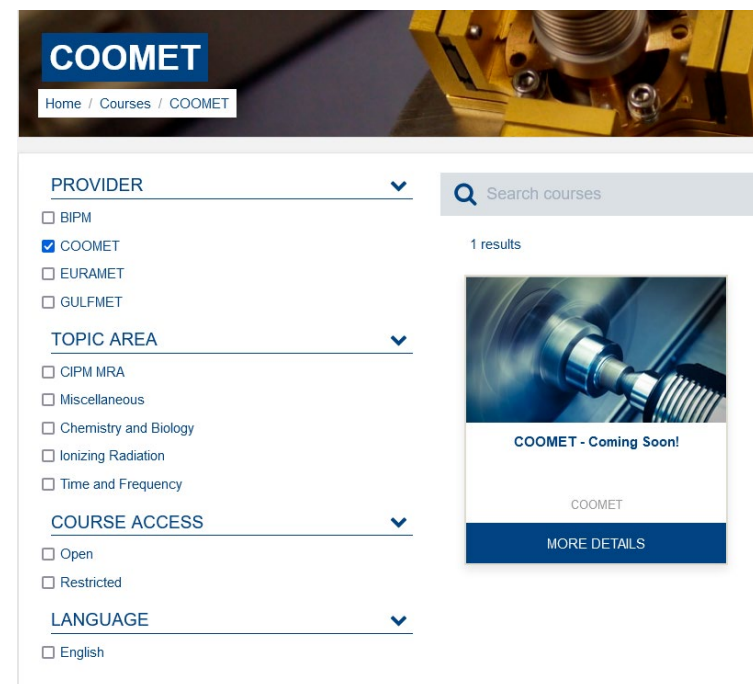 COOMET
Home / Courses / COOMET
PROVIDER
BIPM
COOMET
EURAMET
GULFMET
TOPIC AREA
CIPM MRA
Miscellaneous
Chemistry and Biology
Ionizing Radiation
Time and Frequency
COURSE ACCESS
Open
Restricted
LANGUAGE
English
Search courses
1 results
COOMET - Coming Soon!
COOMET
MORE DETAILS